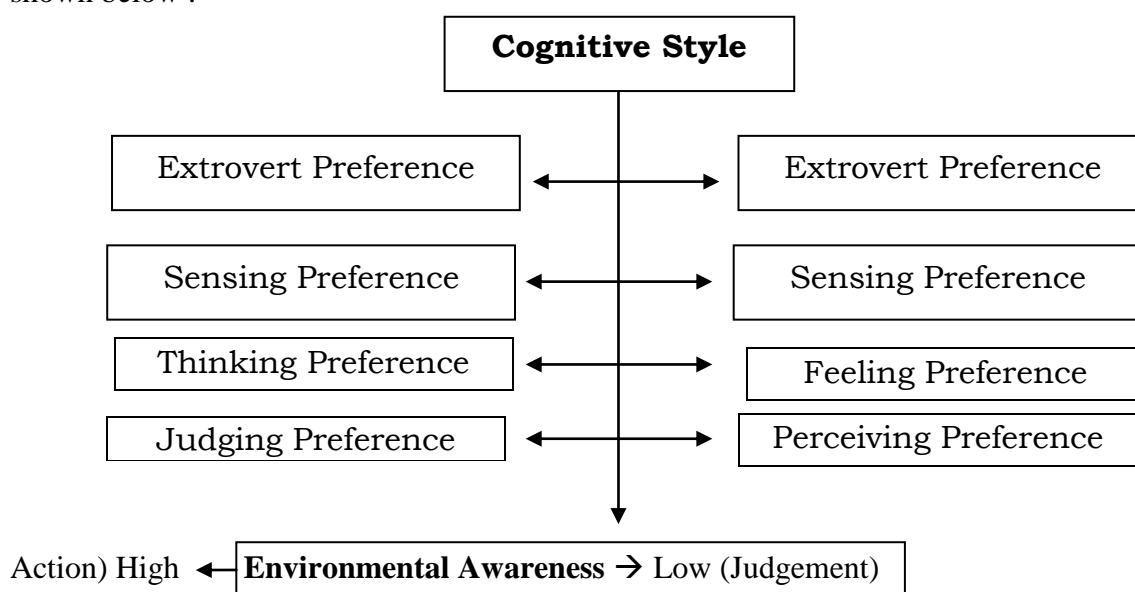 shown below :
Cognitive Style
Extrovert Preference Extrovert Preference
Sensing Preference Sensing Preference
Thinking Preference Feeling Preference
Judging Preference Perceiving Preference
Action) High Environmental Awareness → Low (Judgement)